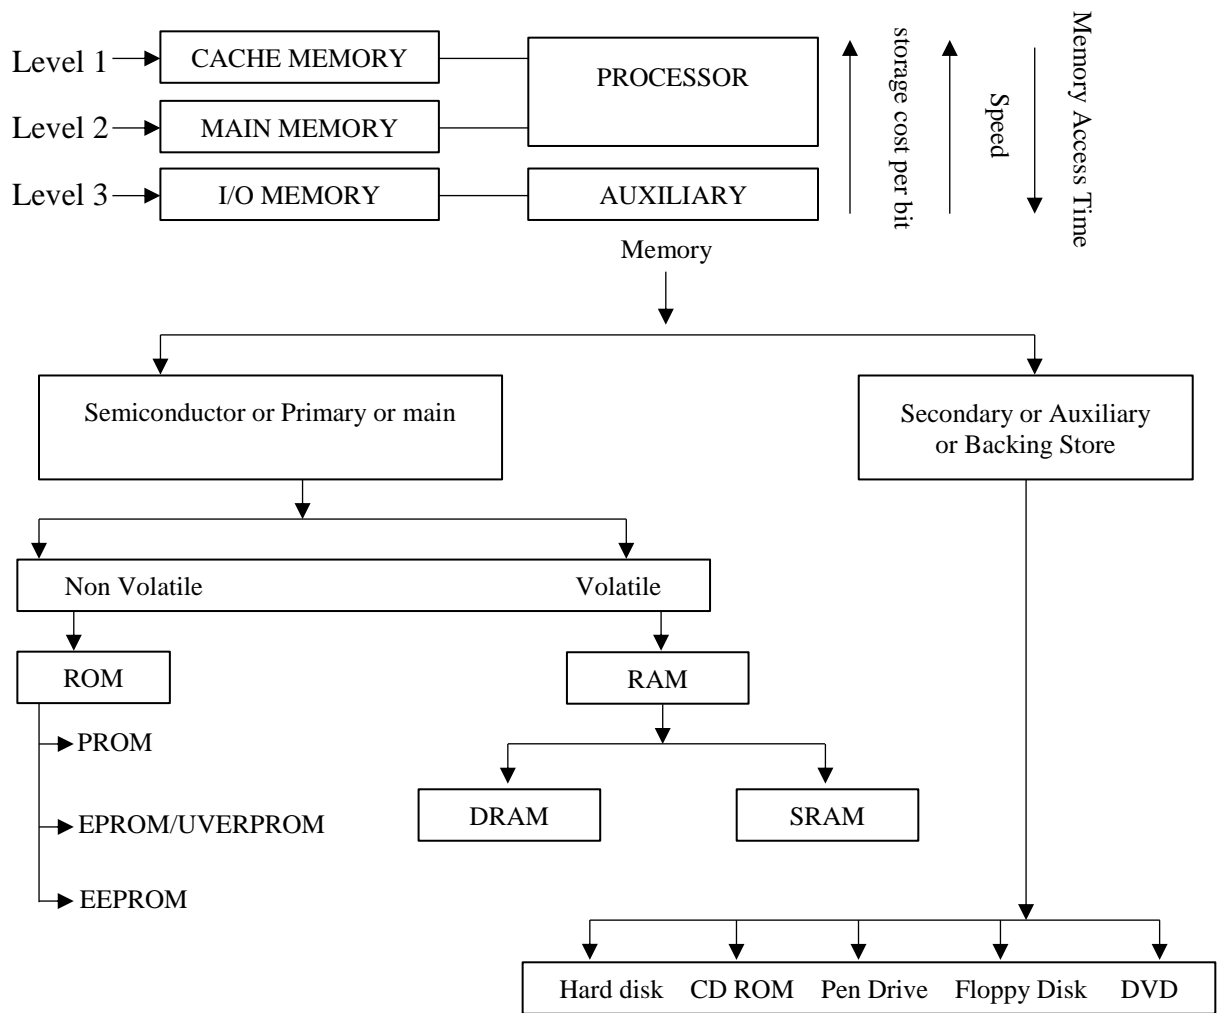 Level 1
CACHE MEMORY
PROCESSOR
Level 2
MAIN MEMORY
Level 3
I/O MEMORY
AUXILIARY
storage cost per bit
Speed
Memory Access Time
Memory
Semiconductor or Primary or main
Secondary or Auxiliary
or Backing Store
Non Volatile
Volatile
ROM
RAM
PROM
DRAM
SRAM
EPROM/UVERPROM
EEPROM
Hard disk
CD ROM
Pen Drive
Floppy Disk
DVD